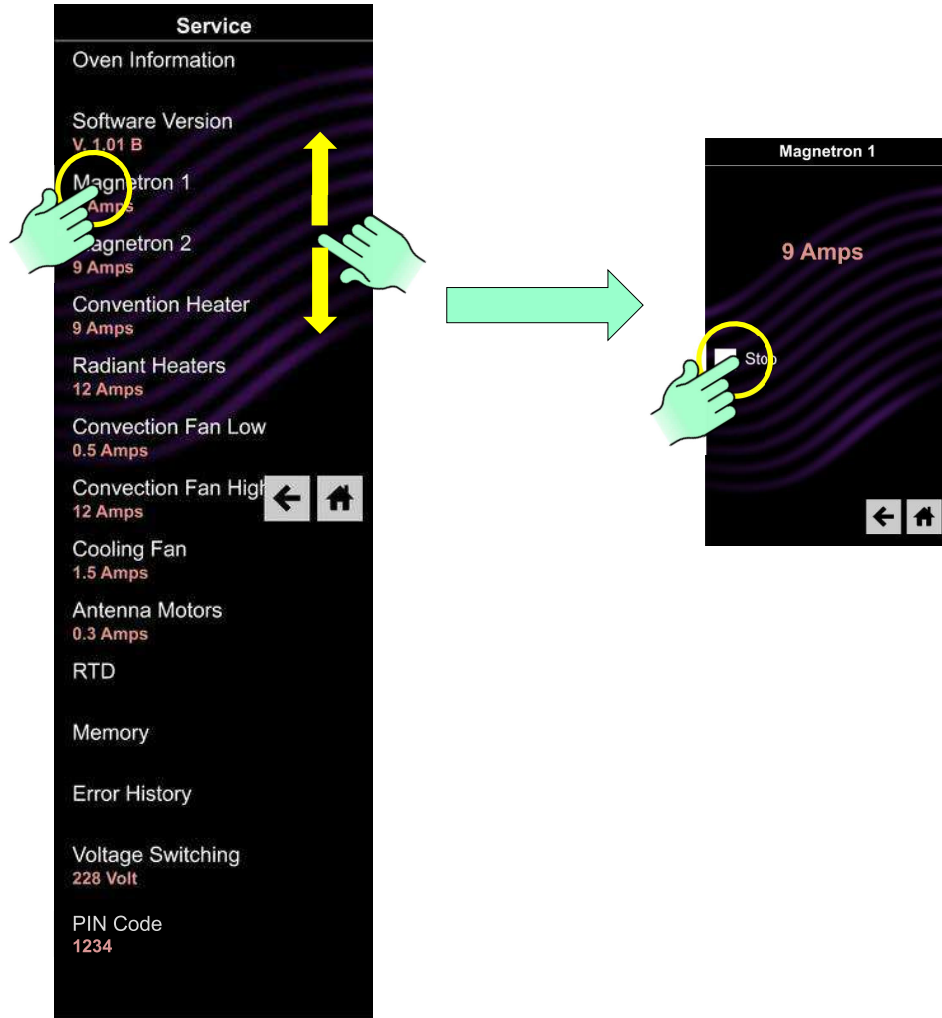 Service
Oven Information
Software Version
V. 1.01 B
Magnetron 1
Amps
agnetron 2
9 Amps
Convention Heater
9 Amps
Radiant Heaters
12 Amps
Convection Fan Low
0.5 Amps
Convection Fan High
12 Amps
Cooling Fan
1.5 Amps
Antenna Motors
0.3 Amps
RTD
Memory
Error History
Voltage Switching
228 Volt
PIN Code
1234
Magnetron 1
9 Amps
Stop